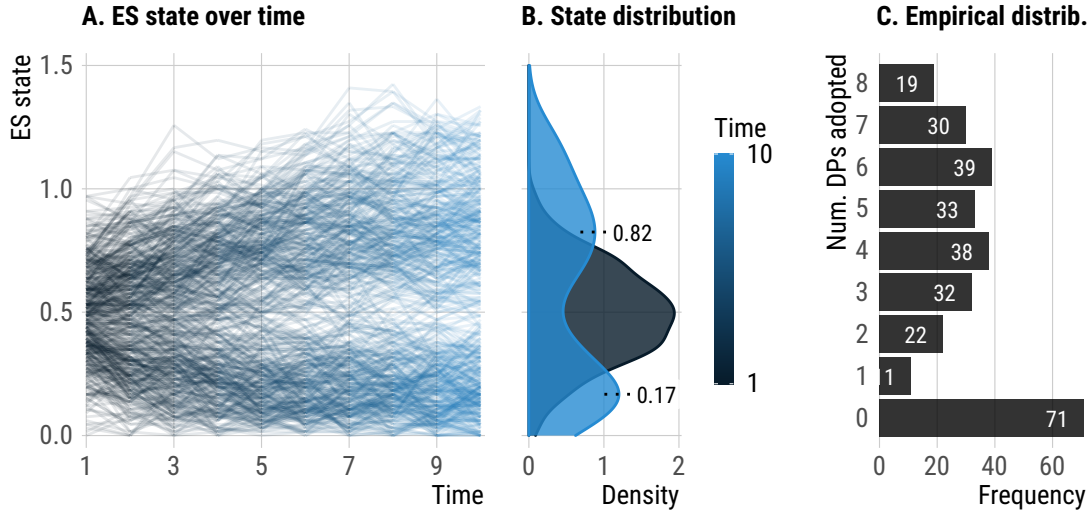 A. ES state over time
ES state
1.5
1.0
0.5
0.0
1 3 5 7 9
Time
B. State distribution
0.82
0.17
0 1 2
Density
Time
10
1
C. Empirical distrib.
Num. DPs adopted
8 19
7 30
6 39
5 33
4 38
3 32
2 22
1 1
0 71
0 20 40 60
Frequency